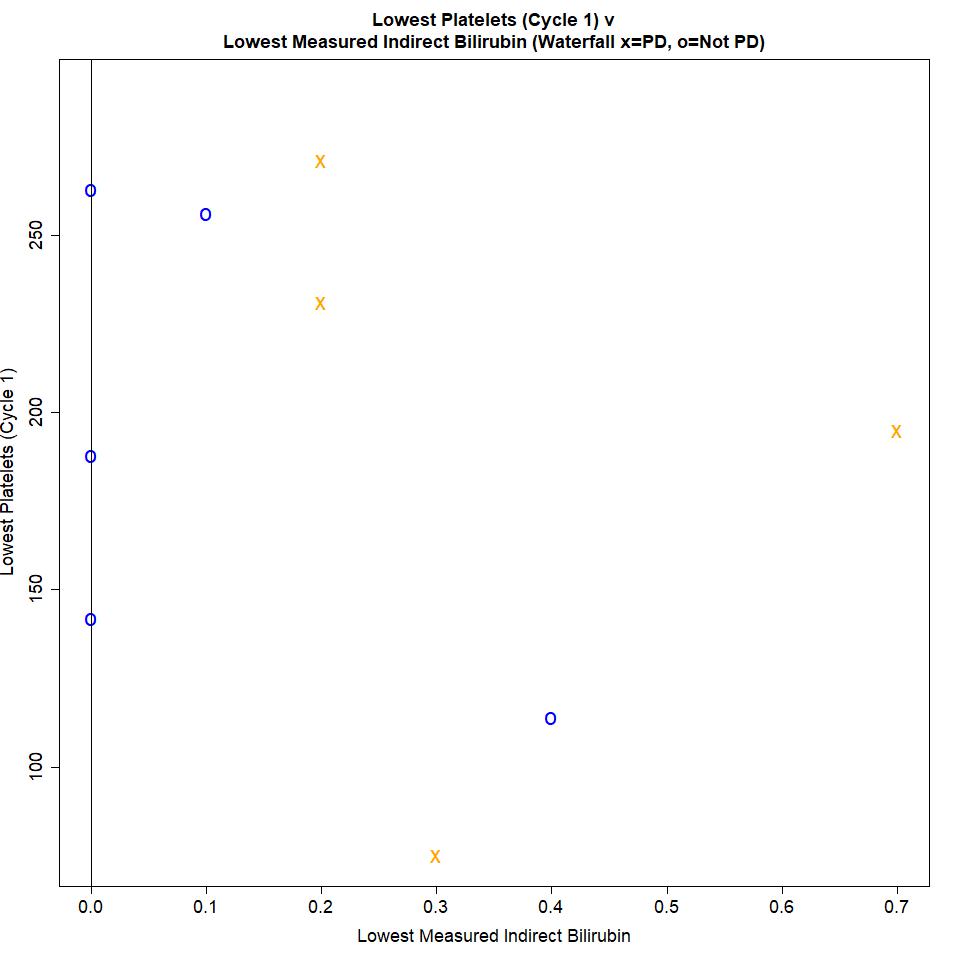 Lowest Platelets (Cycle 1) v
Lowest Measured Indirect Bilirubin (Waterfall x=PD, o=Not PD)
Lowest Platelets (Cycle 1)
250
200
150
100
X
O
O
X
X
O
O
O
X
0.0 0.1 0.2 0.3 0.4 0.5 0.6 0.7
Lowest Measured Indirect Bilirubin